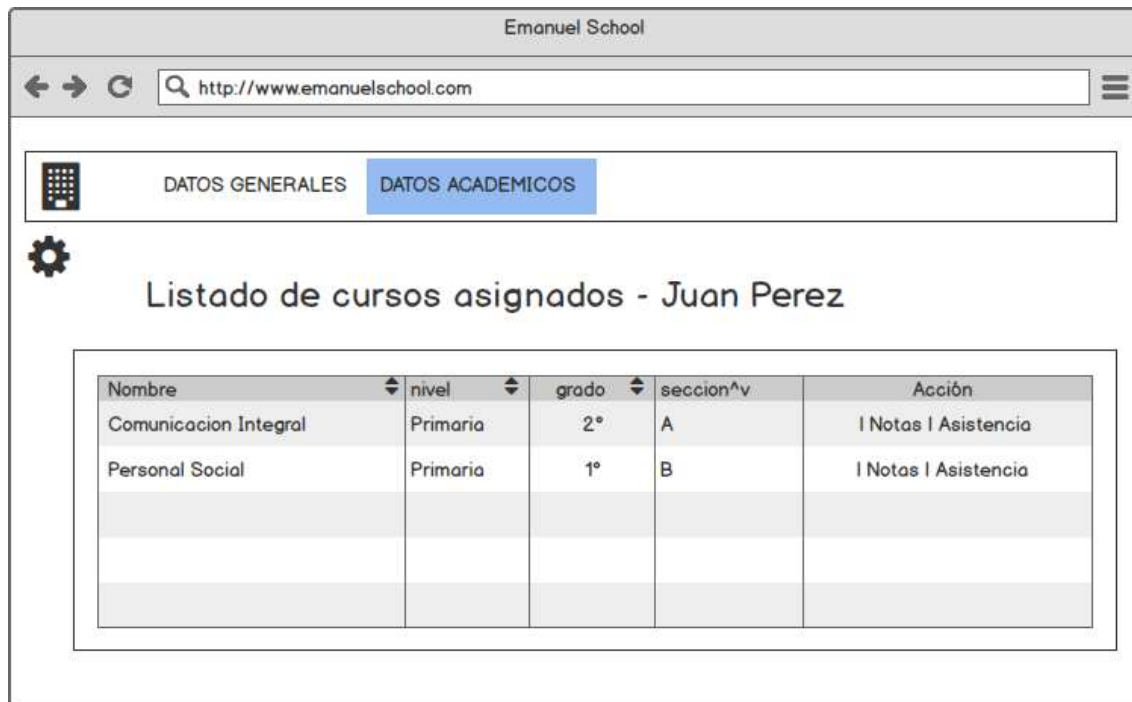 Emanuel School
http://www.emanuelschool.com
DATOS GENERALES DATOS ACADEMICOS
Listado de cursos asignados - Juan Perez
Nombre nivel grado seccion^v Acción
Comunicacion Integral Primaria 2° A | Notas | Asistencia
Personal Social Primaria 1° B | Notas | Asistencia